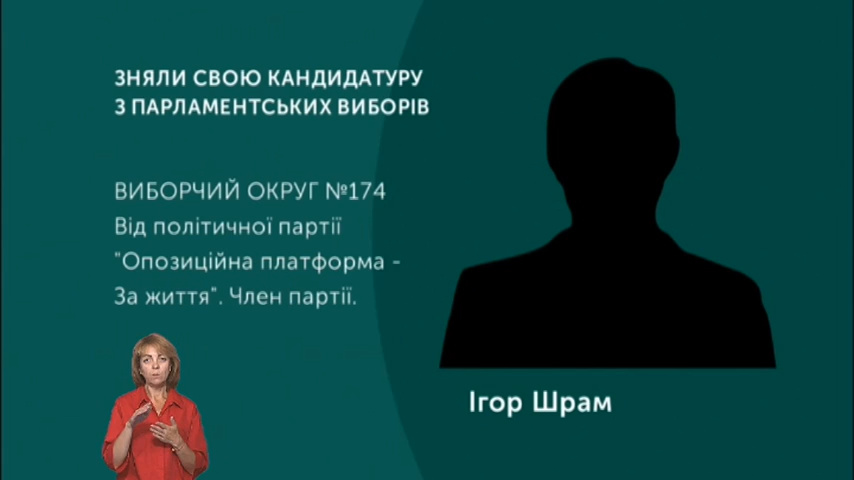 ЗНЯЛИ СВОЮ КАНДИДАТУРУ
З ПАРЛАМЕНТСЬКИХ ВИБОРІВ
ВИБОРЧИЙ ОКРУГ №174
Від політичної партії
"Опозиційна платформа -
За життя". Член партії.
Ігор Шрам